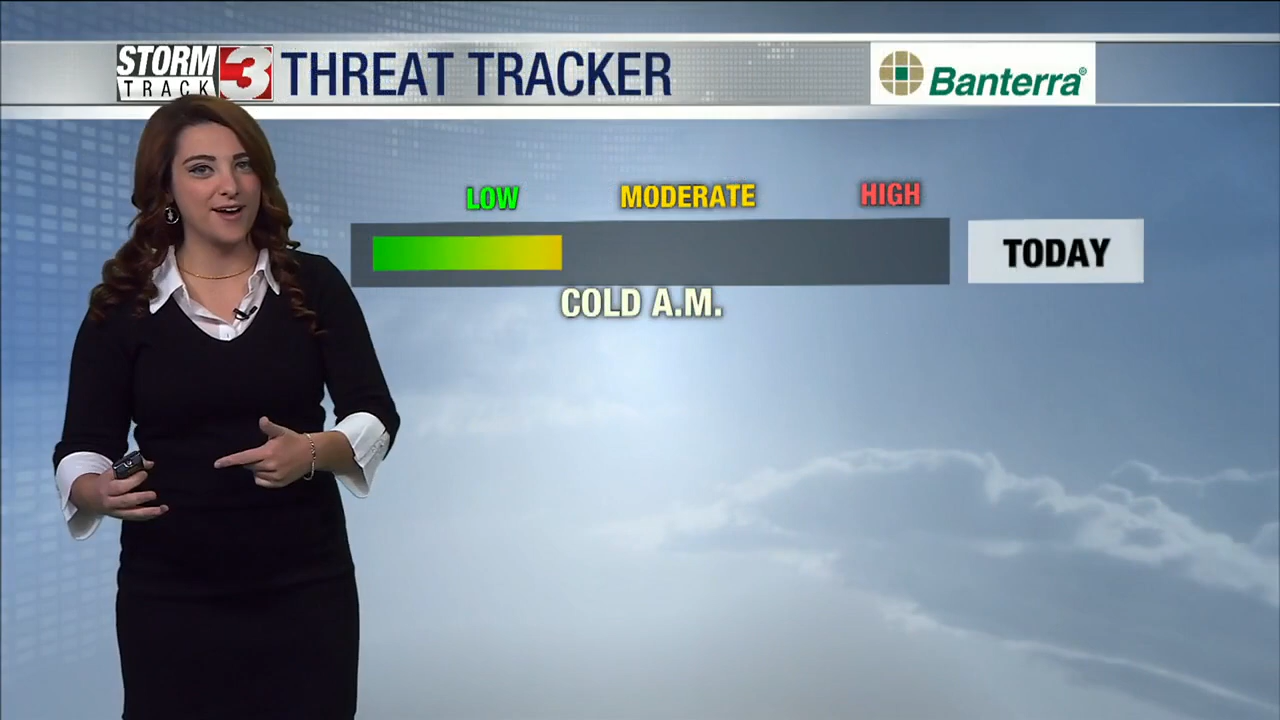 STORM
TRACK
3
THREAT TRACKER
Banterra®
LOW MODERATE HIGH
TODAY
COLD A.M.